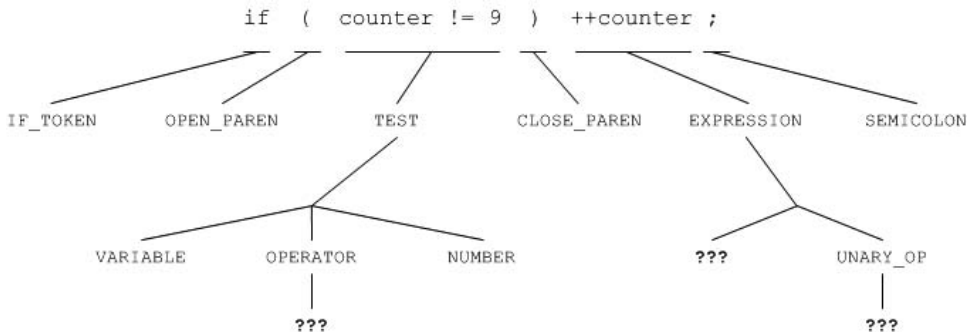 if ( counter != 9 ) ++counter ;
IF_TOKEN OPEN_PAREN TEST CLOSE_PAREN EXPRESSION SEMICOLON
VARIABLE OPERATOR NUMBER ??? UNARY_OP
??? ???